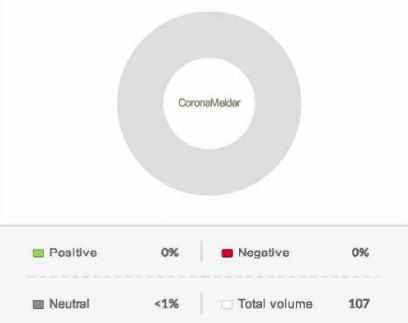 CoronaMelder
Positive 0% Negative 0%
Neutral <1% Total volume 107